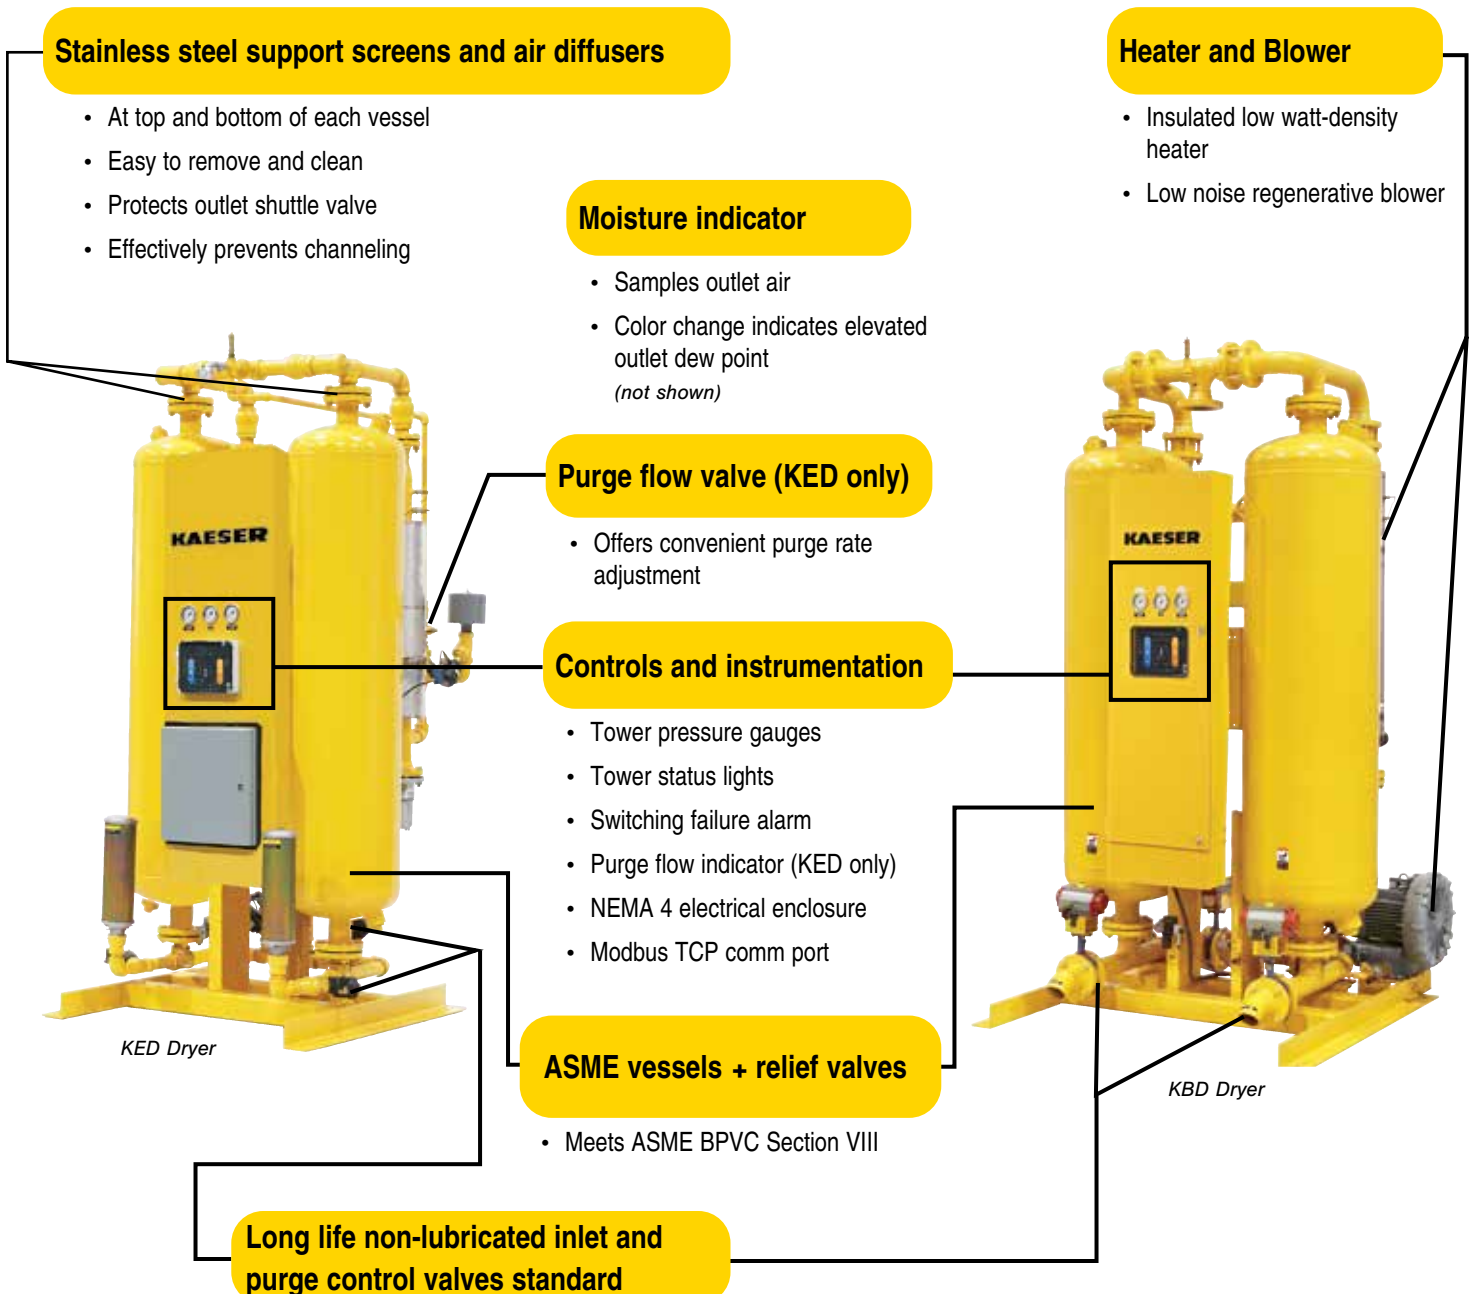 Stainless steel support screens and air diffusers
• At top and bottom of each vessel
• Easy to remove and clean
• Protects outlet shuttle valve
• Effectively prevents channeling
Heater and Blower
• Insulated low watt-density
heater
• Low noise regenerative blower
Moisture indicator
• Samples outlet air
• Color change indicates elevated
outlet dew point
(not shown)
Purge flow valve (KED only)
• Offers convenient purge rate
adjustment
KAESER
KAESER
Controls and instrumentation
• Tower pressure gauges
• Tower status lights
• Switching failure alarm
• Purge flow indicator (KED only)
• NEMA 4 electrical enclosure
• Modbus TCP comm port
KED Dryer
ASME vessels + relief valves
• Meets ASME BPVC Section VIII
KBD Dryer
Long life non-lubricated inlet and
purge control valves standard